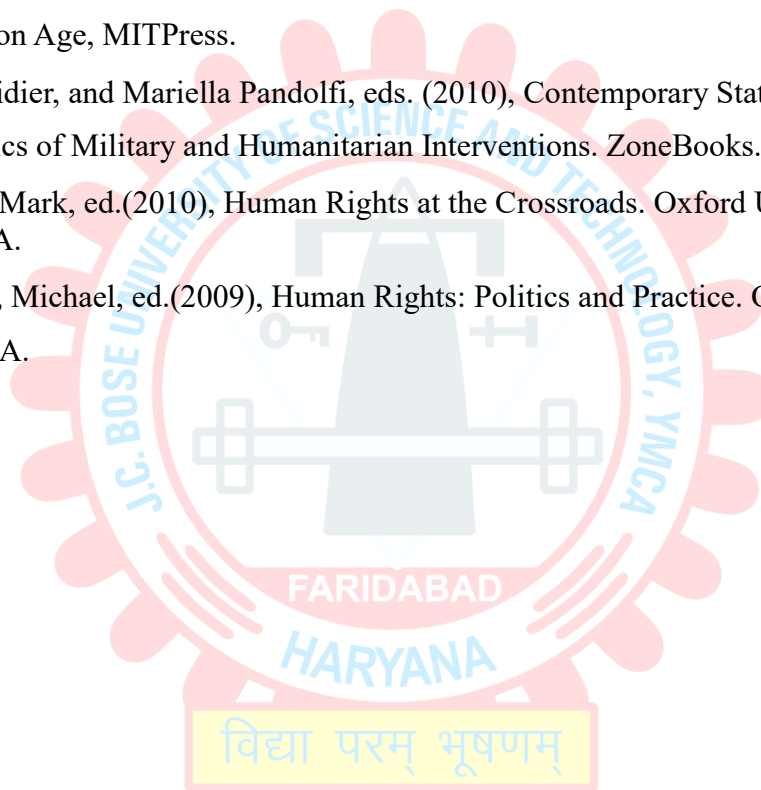 on Age, MITPress.
idier, and Mariella Pandolfi, eds. (2010), Contemporary Stat
ics of Military and Humanitarian Interventions. ZoneBooks.
Mark, ed.(2010), Human Rights at the Crossroads. Oxford U
A.
, Michael, ed.(2009), Human Rights: Politics and Practice. O
A.
J.C. BOSE UNIVERSITY OF SCIENCE AND TECHNOLOGY, YMCA
FARIDABAD
HARYANA
विद्या परम् भूषणम्